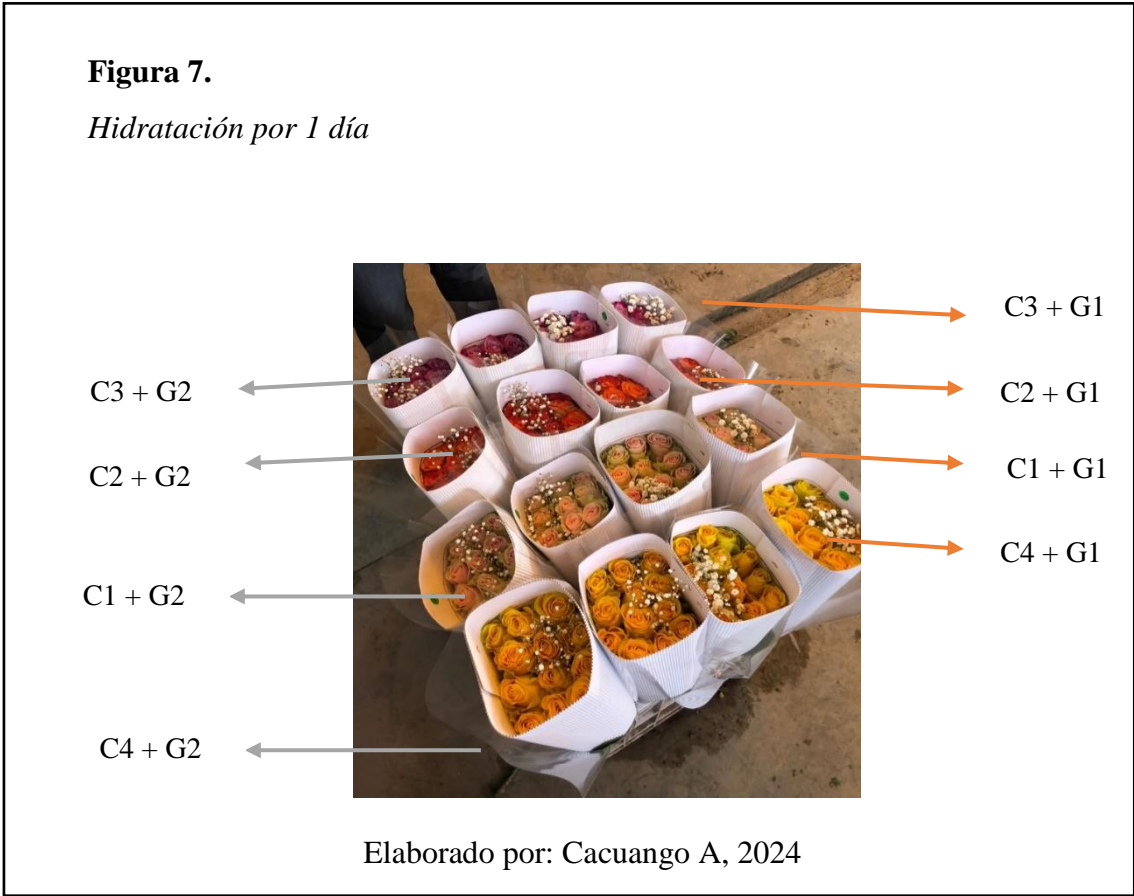 Figura 7.
Hidratación por 1 día
C3 + G1
C3 + G2
C2 + G1
C2 + G2
C1 + G1
C4 + G1
C1 + G2
C4 + G2
Elaborado por: Cacuango A, 2024